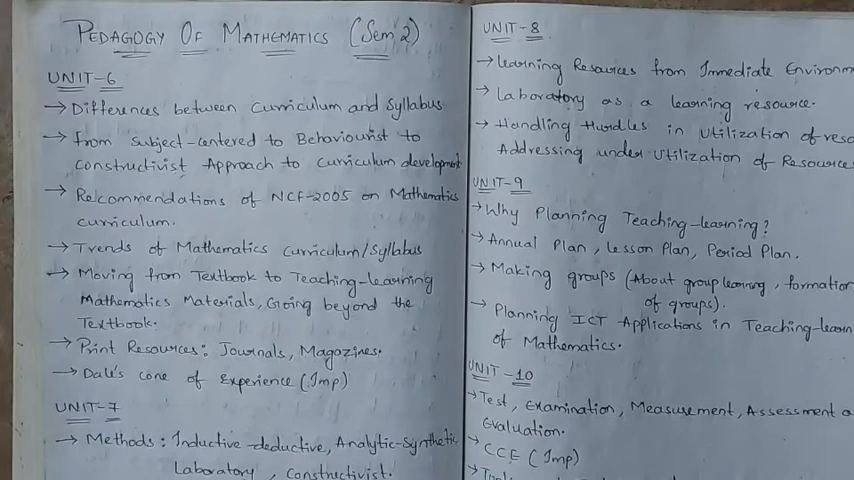 PEDAGOGY OF MATHEMATICS (Sem 2)
UNIT-6
→ Differences between Curriculum and Syllabus
→ From Subject-centered to Behaviourist to
Constructivist Approach to Curriculum development
→ Recommendations of NCF-2005 on Mathematics
curriculum.
→ Trends of Mathematics Curriculum/Syllabus
→ Moving from Textbook to Teaching-learning
Mathematics Materials, Going beyond the
Textbook.
→ Print Resources: Journals, Magazines.
→ Dale's cone of Experience (Imp)
UNIT-7
→ Methods: Inductive-deductive, Analytic-Synthetic
Laboratory, Constructivist.
UNIT-8
→ Learning Resources from Immediate Environm
→ Laboratory as a learning resource.
→ Handling Hurdles in Utilization of reso
Addressing under Utilization of Resource
UNIT-9
→ Why Planning Teaching-learning?
→ Annual Plan, Lesson Plan, Period Plan.
→ Making groups (About group learning, formation
of groups).
→ Planning ICT Applications in Teaching-learn
of Mathematics.
UNIT-10
→ Test, Examination, Measurement, Assessment a
Evaluation.
→ CCE (Imp)